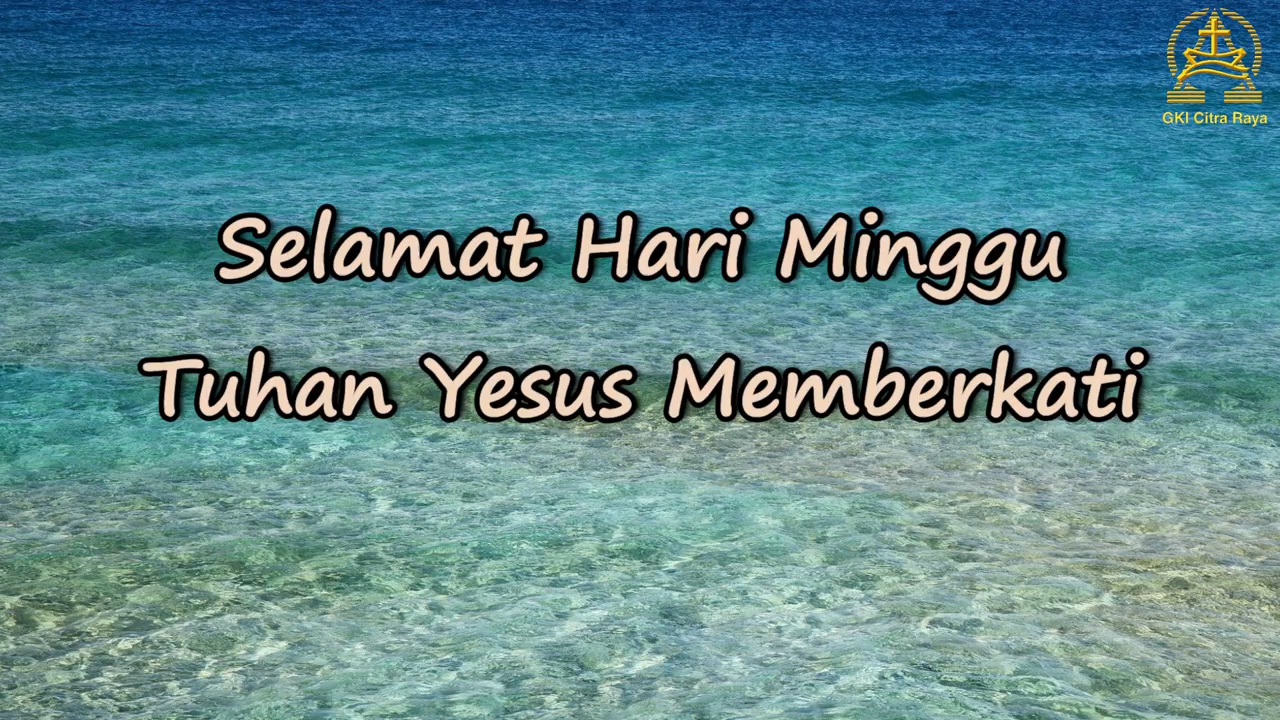 GKI Citra Raya
Selamat Hari Minggu
Tuhan Yesus Memberkati